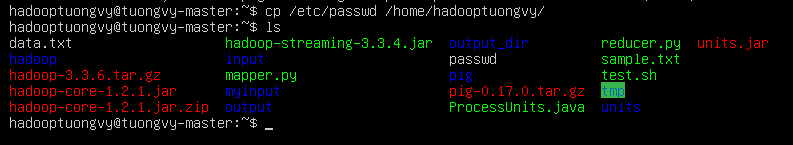 hadooptuongvy@tuongvy-master:~$ cp /etc/passwd /home/hadooptuongvy/
hadooptuongvy@tuongvy-master:~$ ls
data.txt hadoop-streaming-3.3.4.jar output_dir reducer.py units.jar
hadoop input passwd sample.txt
hadoop-3.3.6.tar.gz mapper.py pig test.sh
hadoop-core-1.2.1.jar myinput pig-0.17.0.tar.gz tmp
hadoop-core-1.2.1.jar.zip output ProcessUnits.java units
hadooptuongvy@tuongvy-master:~$ _